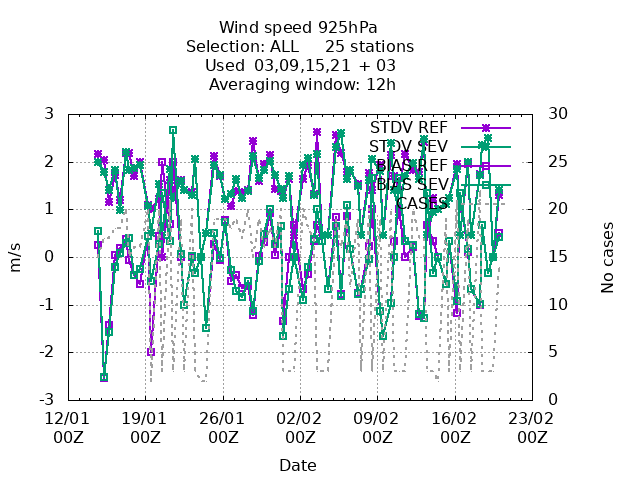 Wind speed 925hPa
Selection: ALL 25 stations
Used 03,09,15,21 + 03
Averaging window: 12h
3
2
1
0
-1
-2
-3
m/s
30
25
20
15
10
5
0
No cases
STDV REF
STDV SEV
BIAS REF
BIAS SEV
CASES
12/01 19/01 26/01 02/02 09/02 16/02 23/02
00Z 00Z 00Z 00Z 00Z 00Z 00Z
Date